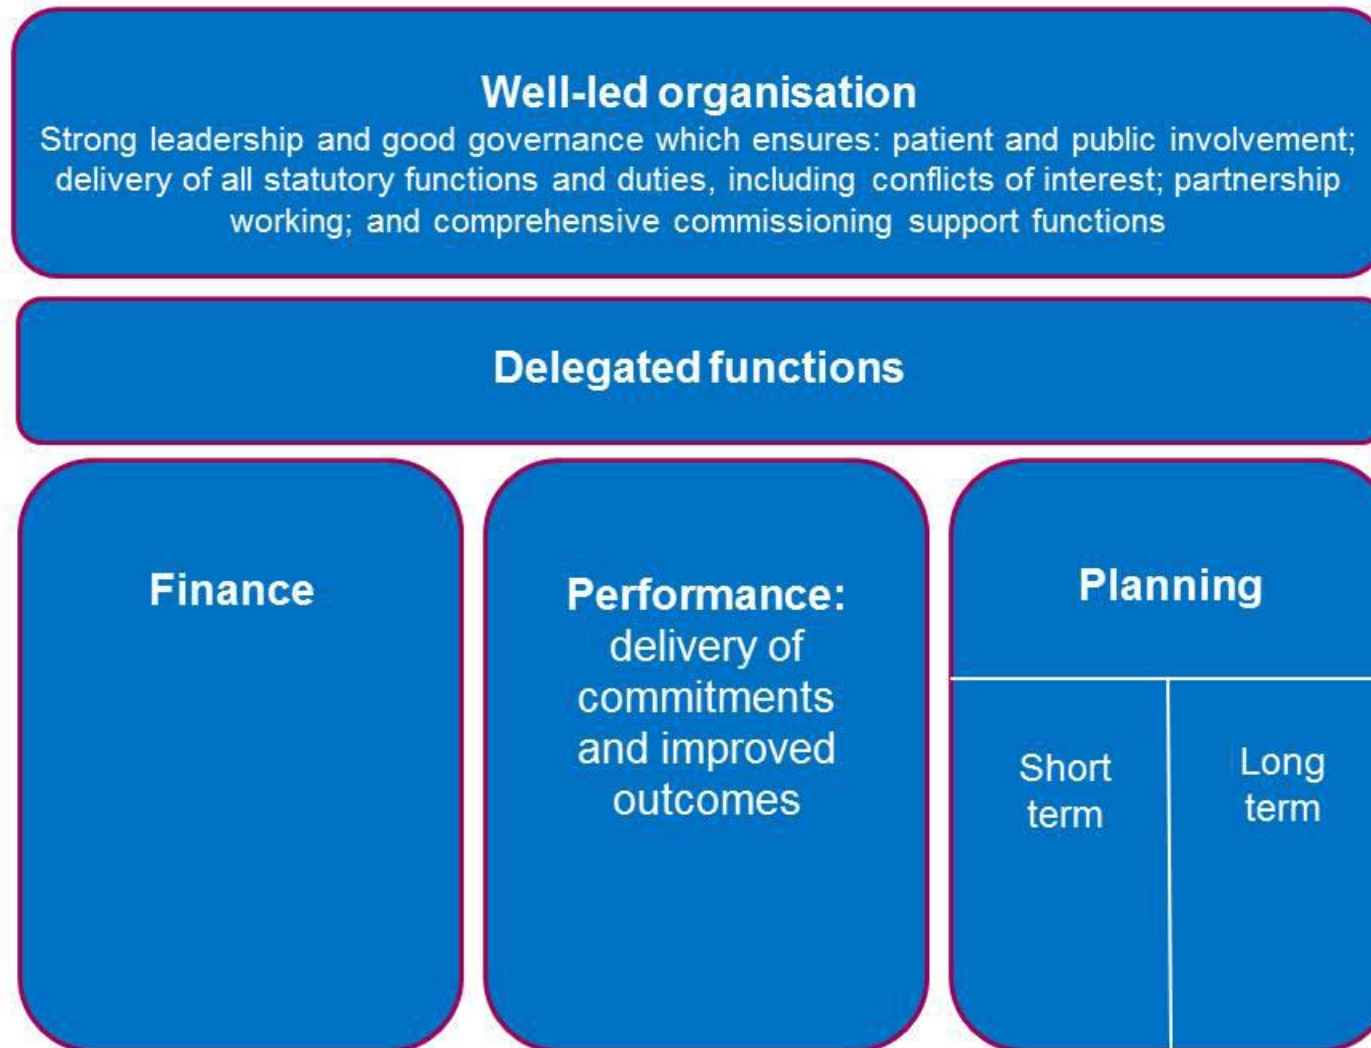 Well-led organisation
Strong leadership and good governance which ensures: patient and public involvement;
delivery of all statutory functions and duties, including conflicts of interest; partnership
working; and comprehensive commissioning support functions
Delegated functions
Finance
Performance:
delivery of
commitments
and improved
outcomes
Planning
Short
term
Long
term